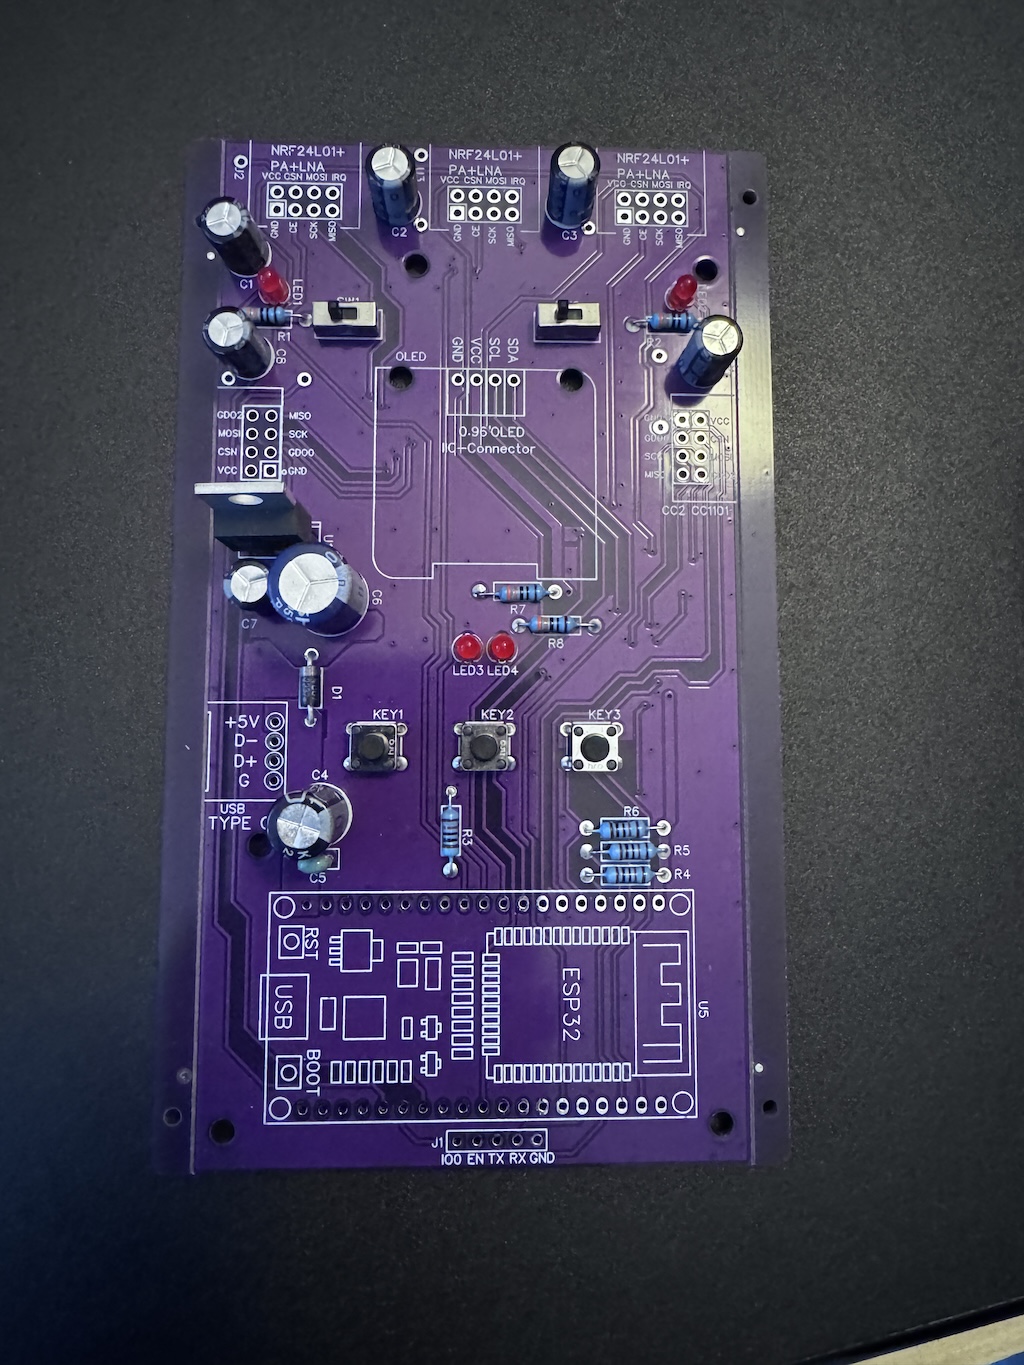 NRF24L01+
PA+LNA
VCC CSN MOSI IRQ
GND CE SCK MISO
J2
NRF24L01+
PA+LNA
VCC CSN MOSI IRQ
GND CE SCK MISO
NRF24L01+
PA+LNA
VCC CSN MOSI IRQ
GND CE SCK MISO
C2
C3
C1
LED1
SW1
R1
R2
C8
OLED
GND VCC SCL SDA
0.96'OLED
IIC-Connector
GDO2 MISO
MOSI SCK
CSN GDO0
VCC GND
VCC
CC2 CC1101
C6
C7
R7
R8
LED3 LED4
D1
KEY1 KEY2 KEY3
+5V
D-
D+
G
USB
TYPE
C4
C5
R3
R6
R5
R4
RST
USB
BOOT
ESP32
U5
J1
IO0 EN TX RX GND